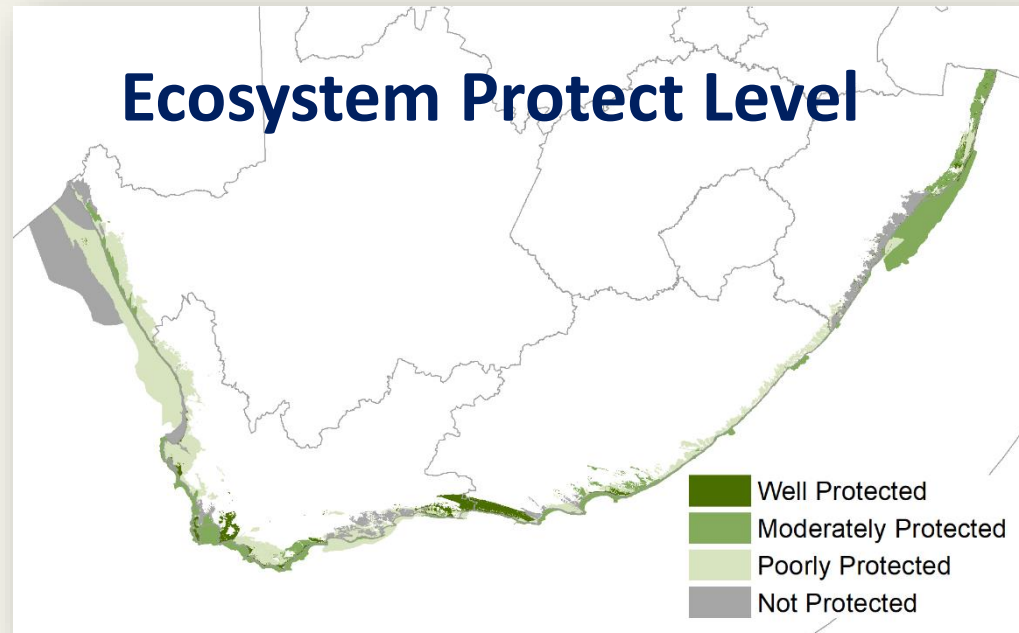 Ecosystem Protect Level
Well Protected
Moderately Protected
Poorly Protected
Not Protected